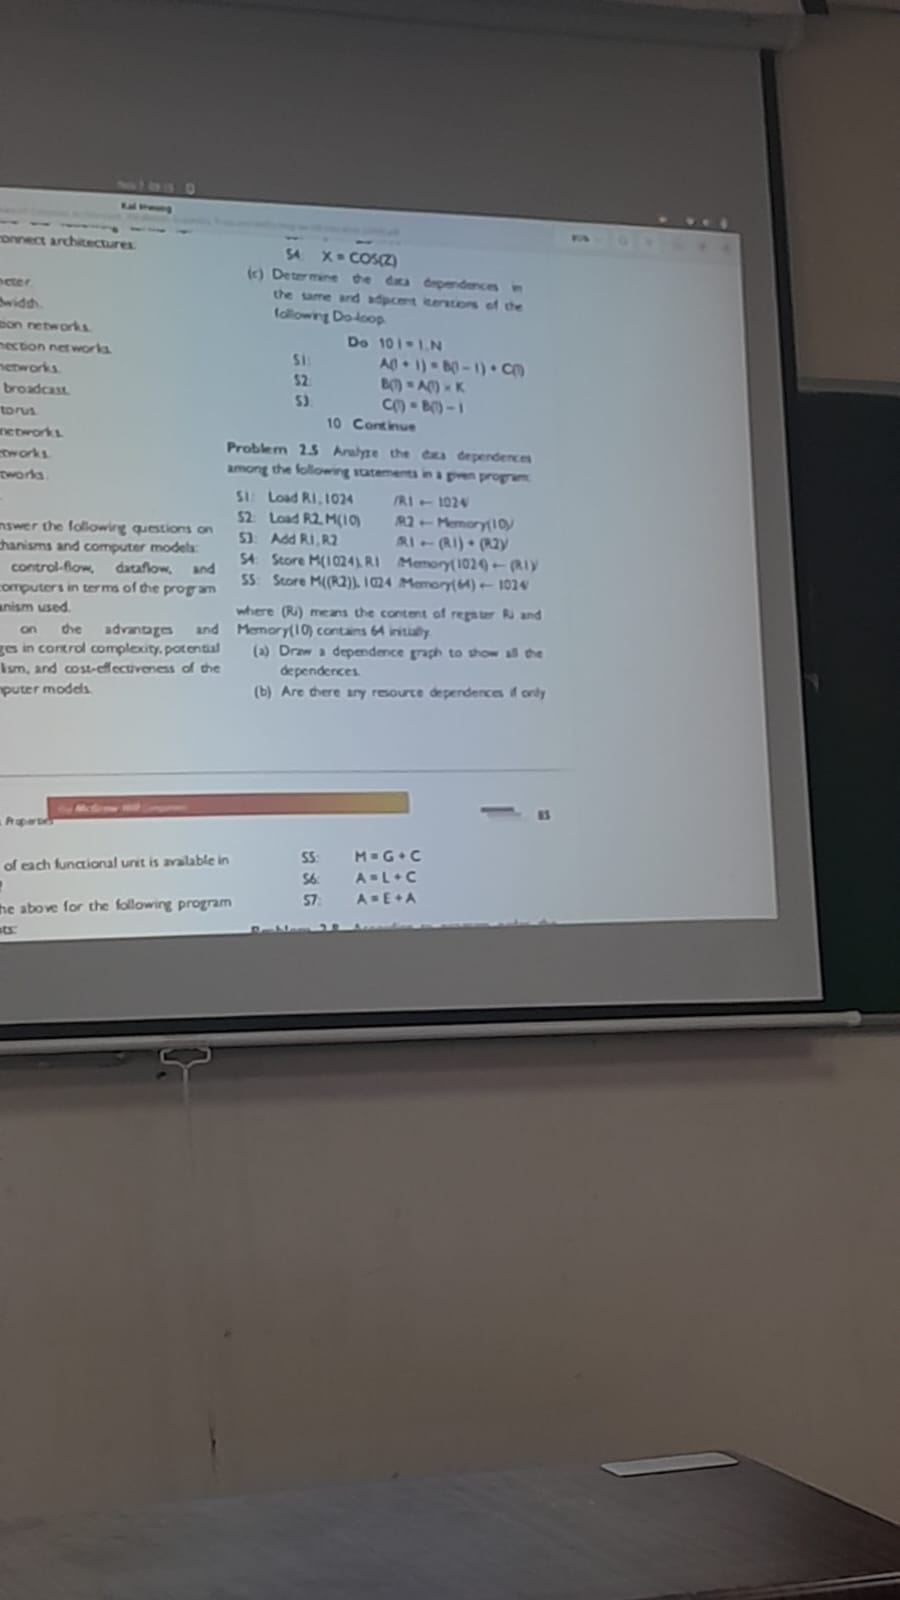 Kai Hwang
onnect architectures:
eter.
width.
ion networks.
nection networks.
networks.
broadcast.
torus.
networks.
tworks.
tworks.
nswer the following questions on
hanisms and computer models:
control-flow, dataflow, and
omputers in terms of the program
anism used.
on the advantages and
ges in control complexity, potential
lism, and cost-effectiveness of the
puter models.
S4: X = COS(Z)
(c) Determine the data dependences in
the same and adjacent iterations of the
following Do-loop.
Do 10 I = 1, N
S1: A(I + 1) = B(I – 1) + C(I)
S2: B(I) = A(I) × K
S3: C(I) = B(I) – 1
10 Continue
Problem 2.5 Analyze the data dependences
among the following statements in a given program:
S1: Load R1, 1024 /R1 ← 1024/
S2: Load R2, M(10) /R2 ← Memory(10)/
S3: Add R1, R2 /R1 ← (R1) + (R2)/
S4: Store M(1024), R1 /Memory(1024) ← (R1)/
S5: Store M((R2)), 1024 /Memory(64) ← 1024/
where (Ri) means the content of register Ri and
Memory(10) contains 64 initially.
(a) Draw a dependence graph to show all the
dependences.
(b) Are there any resource dependences if only
The McGraw Hill Companies
Properties
83
of each functional unit is available in
?
he above for the following program
ts:
S5: M = G + C
S6: A = L + C
S7: A = E + A